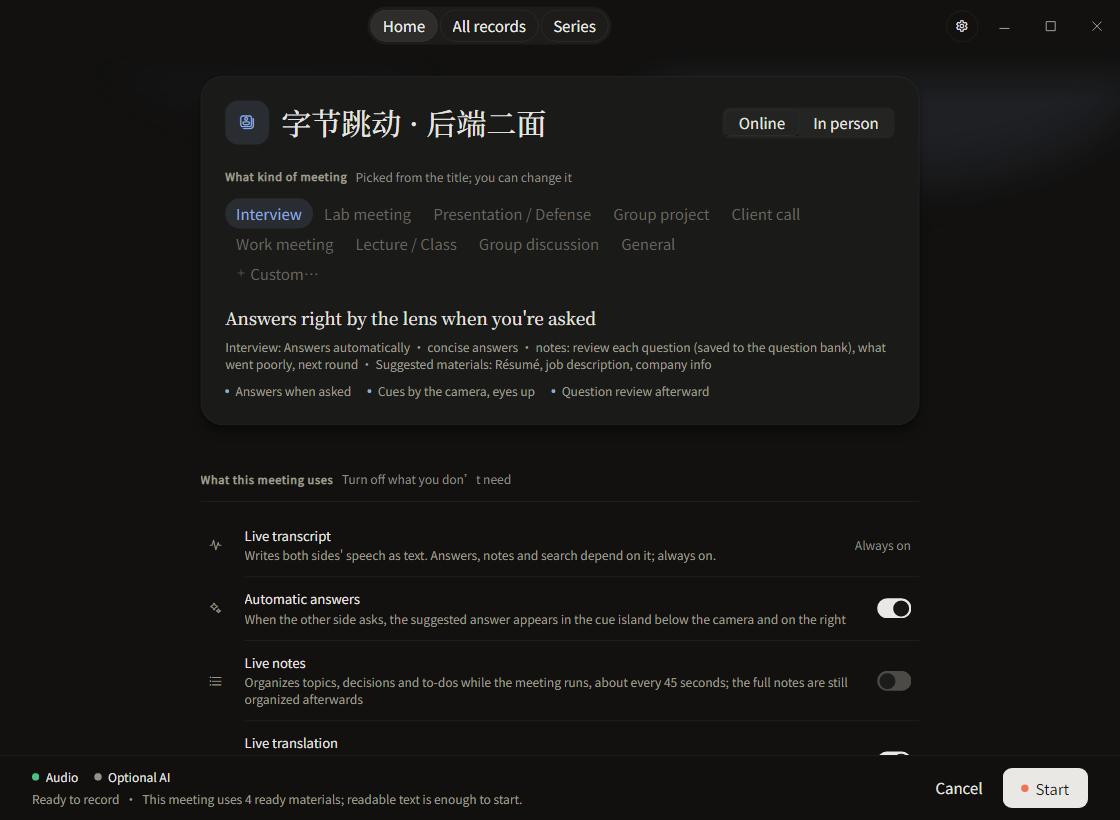 Home All records Series
字节跳动 · 后端二面
Online In person
What kind of meeting Picked from the title; you can change it
Interview Lab meeting Presentation / Defense Group project Client call
Work meeting Lecture / Class Group discussion General
+ Custom···
Answers right by the lens when you're asked
Interview: Answers automatically • concise answers • notes: review each question (saved to the question bank), what
went poorly, next round • Suggested materials: Résumé, job description, company info
• Answers when asked • Cues by the camera, eyes up • Question review afterward
What this meeting uses Turn off what you don’t need
Live transcript
Writes both sides' speech as text. Answers, notes and search depend on it; always on.
Always on
Automatic answers
When the other side asks, the suggested answer appears in the cue island below the camera and on the right
Live notes
Organizes topics, decisions and to-dos while the meeting runs, about every 45 seconds; the full notes are still
organized afterwards
Live translation
Audio Optional AI
Ready to record • This meeting uses 4 ready materials; readable text is enough to start.
Cancel Start